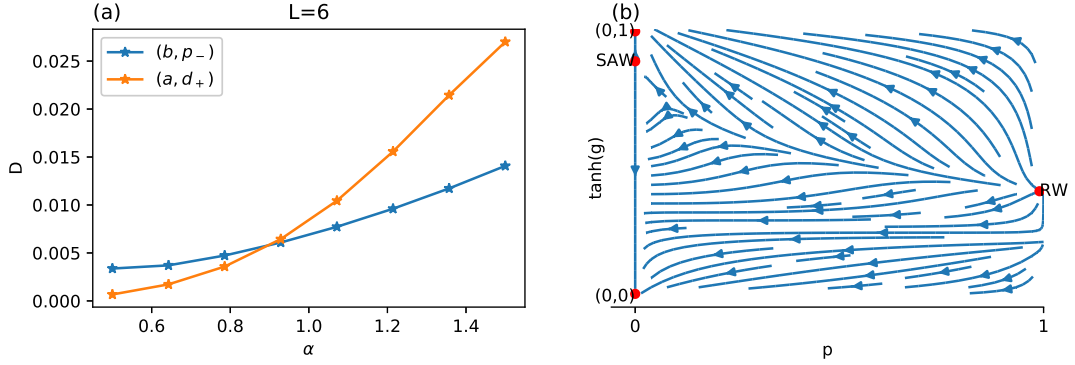 (a)
L=6
D
0.025
0.020
0.015
0.010
0.005
0.000
(b, p₋)
(a, d₊)
0.6
0.8
1.0
1.2
1.4
α
(b)
(0,1)
SAW
tanh(g)
RW
(0,0)
0
1
p